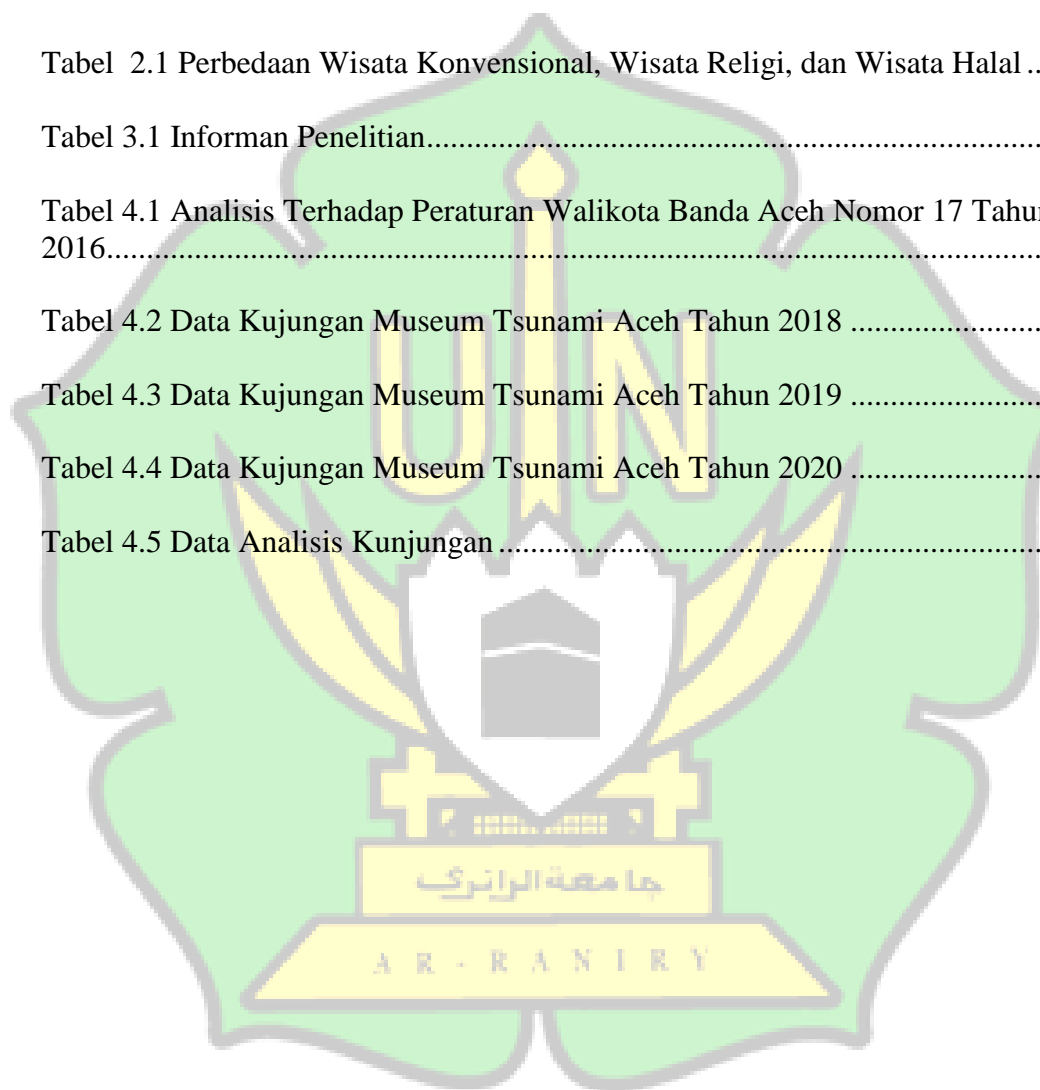 Tabel 2.1 Perbedaan Wisata Konvensional, Wisata Religi, dan Wisata Halal ..
Tabel 3.1 Informan Penelitian..............................................................................
Tabel 4.1 Analisis Terhadap Peraturan Walikota Banda Aceh Nomor 17 Tahun
2016......................................................................................................................
Tabel 4.2 Data Kujungan Museum Tsunami Aceh Tahun 2018 ........................
Tabel 4.3 Data Kujungan Museum Tsunami Aceh Tahun 2019 ........................
Tabel 4.4 Data Kujungan Museum Tsunami Aceh Tahun 2020 ........................
Tabel 4.5 Data Analisis Kunjungan ....................................................................
UIN
جامعة الرانري
AR-RANIRY